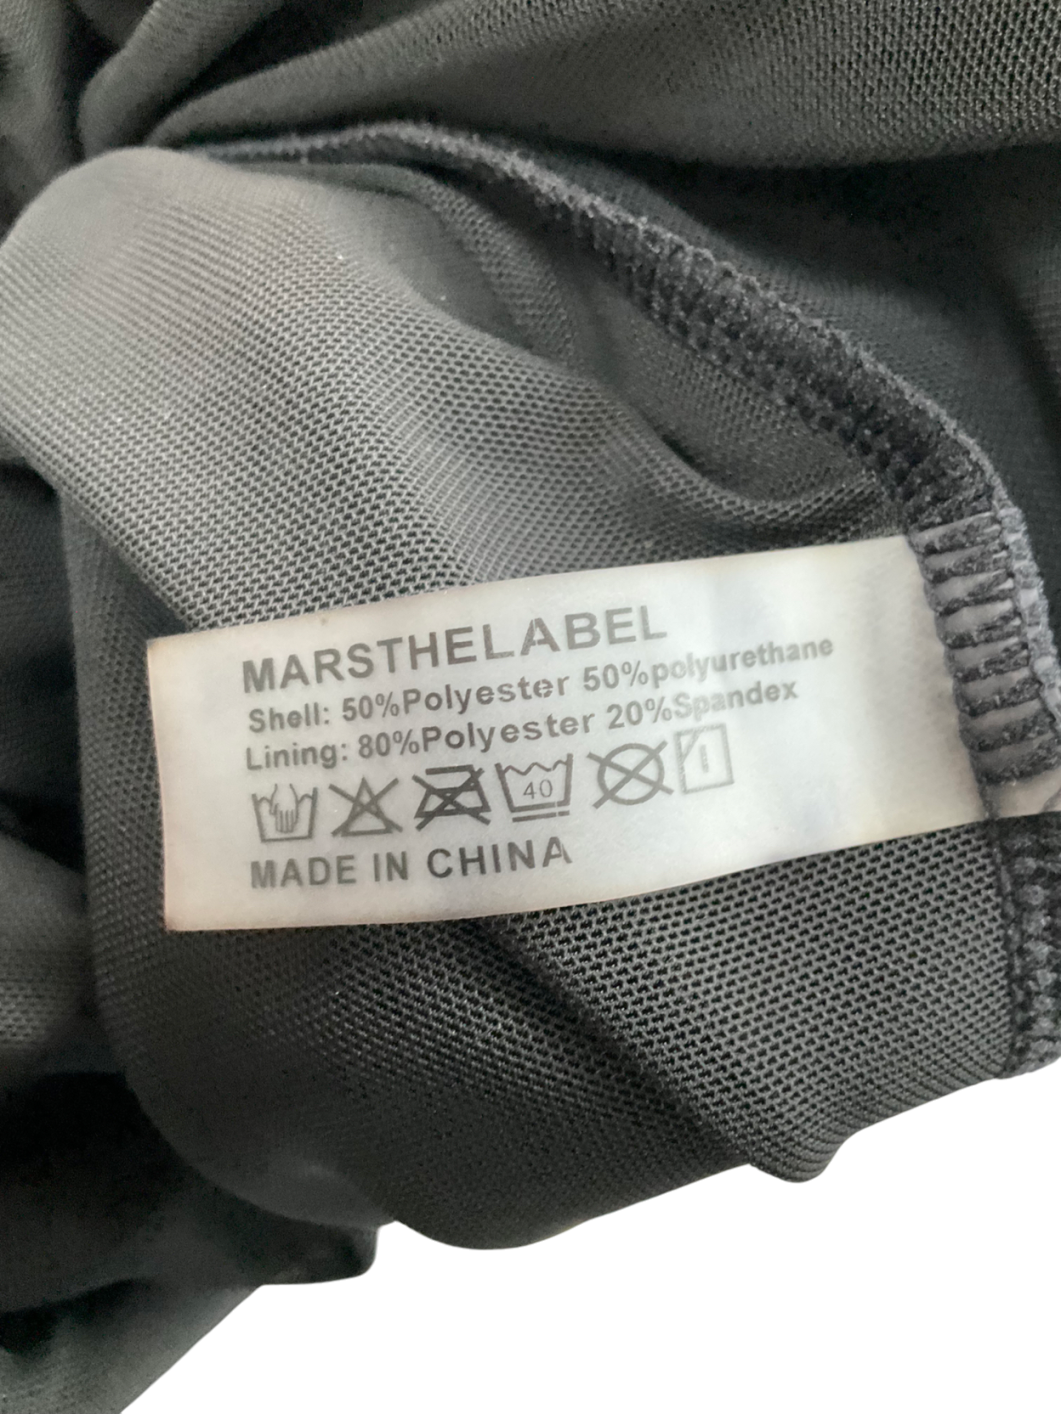 MARSTHELABEL
Shell: 50%Polyester 50%polyurethane
Lining: 80%Polyester 20%Spandex
40
MADE IN CHINA